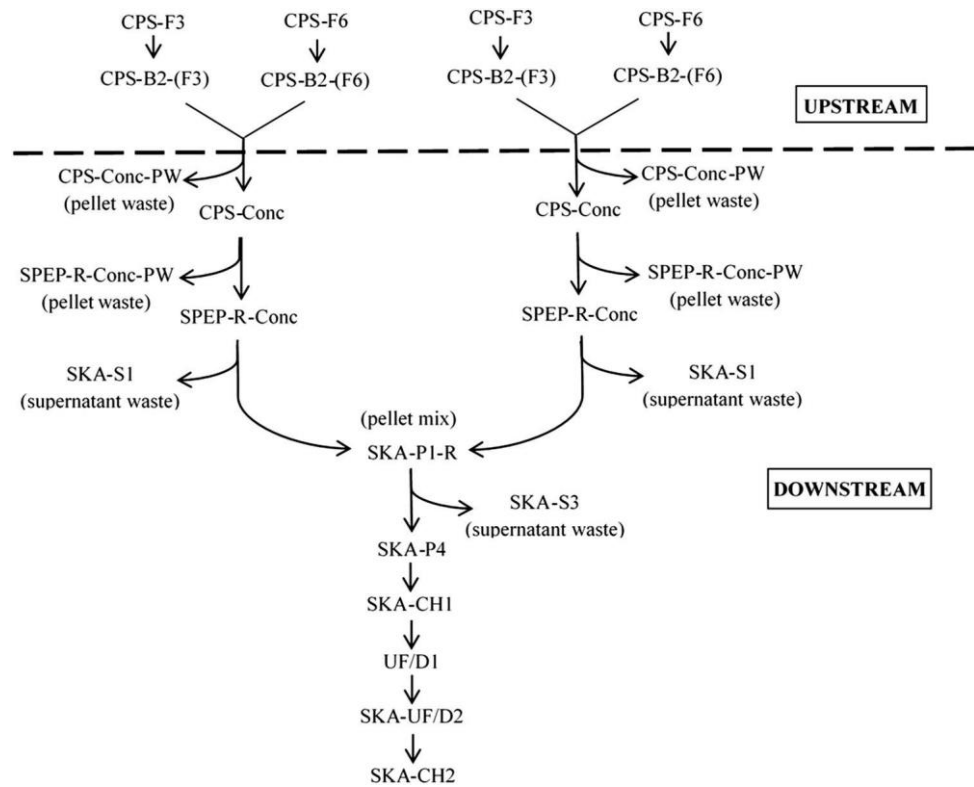 CPS-F3
CPS-F6
CPS-F3
CPS-F6
CPS-B2-(F3)
CPS-B2-(F6)
CPS-B2-(F3)
CPS-B2-(F6)
UPSTREAM
CPS-Conc-PW
(pellet waste)
CPS-Conc
CPS-Conc-PW
(pellet waste)
CPS-Conc
SPEP-R-Conc-PW
(pellet waste)
SPEP-R-Conc
SPEP-R-Conc-PW
(pellet waste)
SPEP-R-Conc
SKA-S1
(supernatant waste)
SKA-S1
(supernatant waste)
(pellet mix)
SKA-P1-R
DOWNSTREAM
SKA-S3
(supernatant waste)
SKA-P4
SKA-CH1
UF/D1
SKA-UF/D2
SKA-CH2